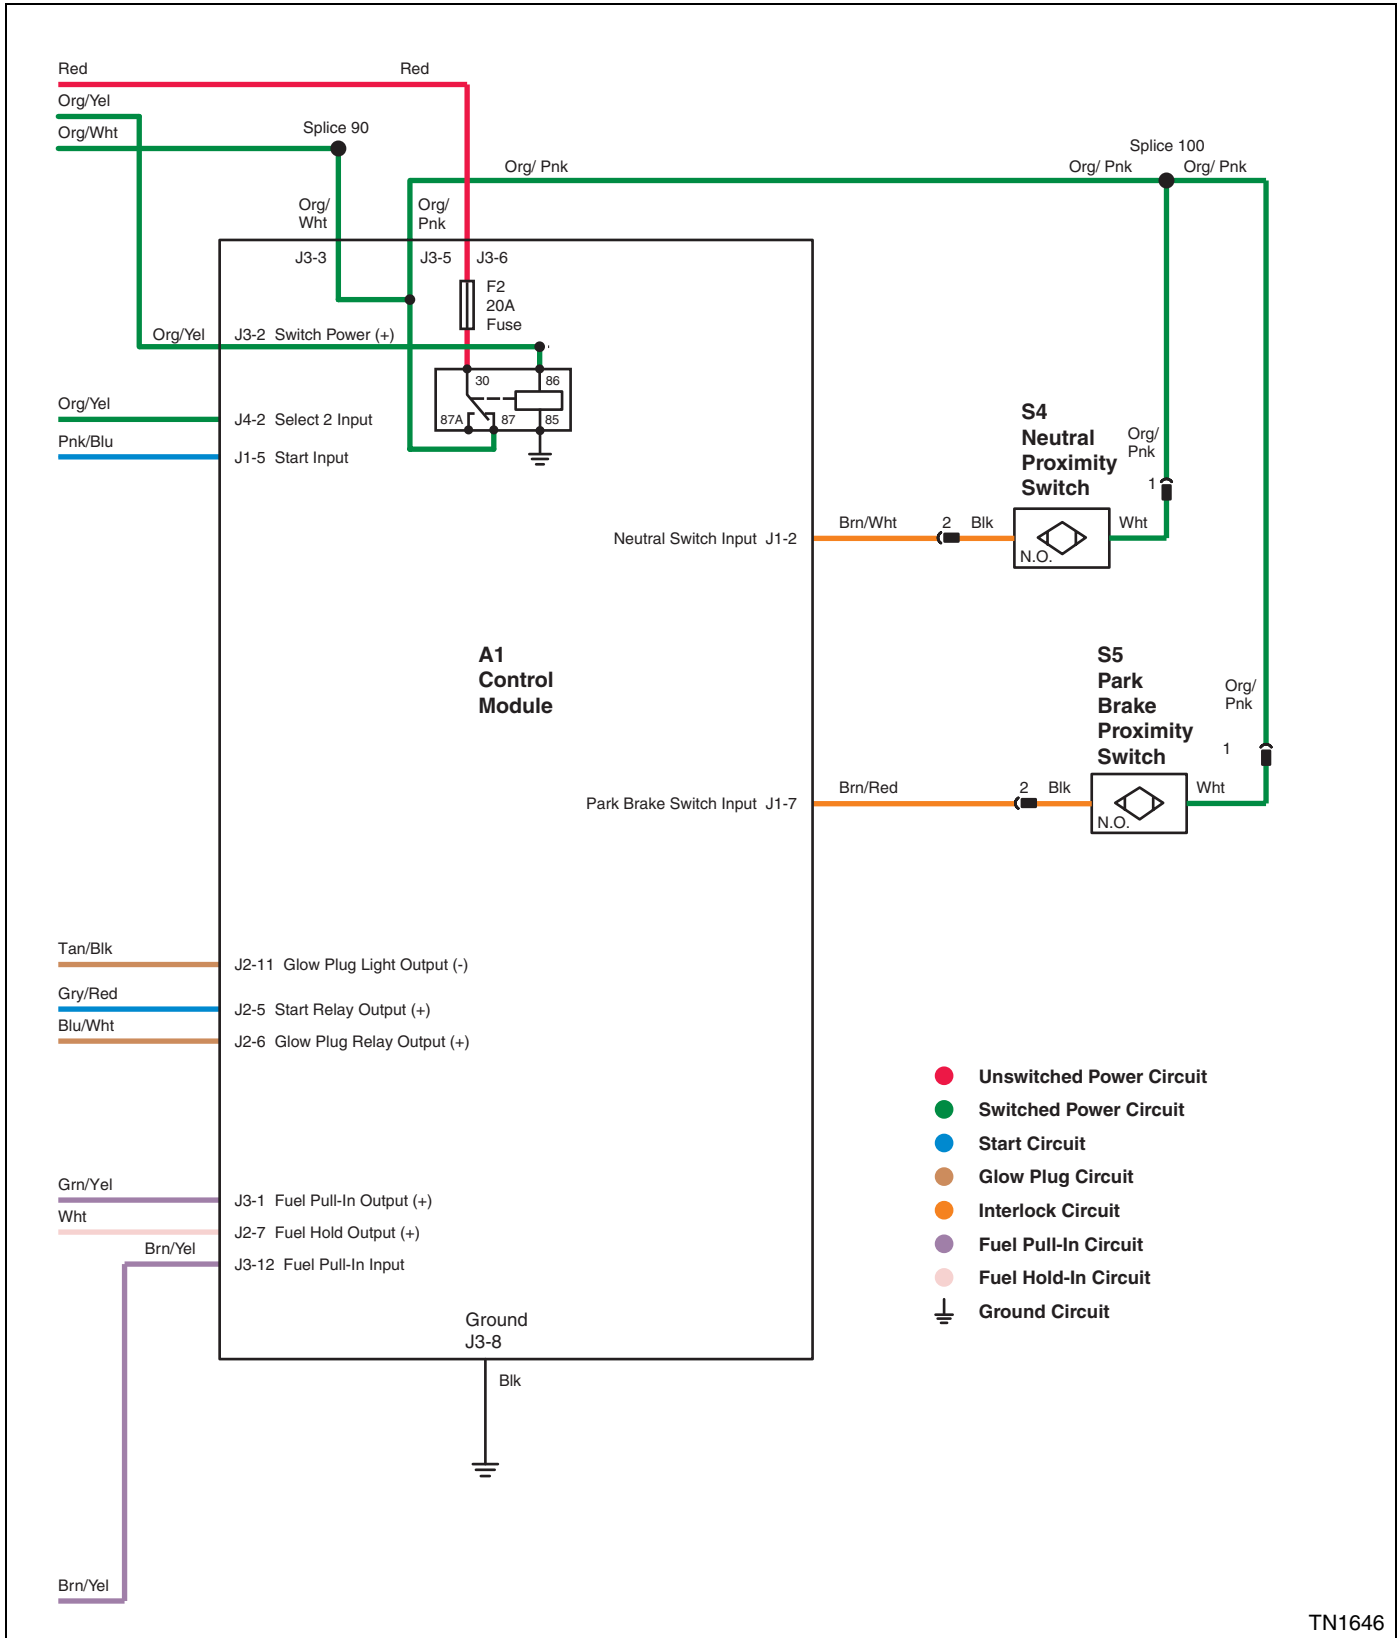 Red
Red
Org/Yel
Org/Wht
Splice 90
Splice 100
Org/ Pnk
Org/ Pnk
Org/ Pnk
Org/
Wht
Org/
Pnk
J3-3
J3-5
J3-6
F2
20A
Fuse
Org/Yel
J3-2 Switch Power (+)
30
86
87A
87
85
Org/Yel
J4-2 Select 2 Input
Pnk/Blu
J1-5 Start Input
S4
Neutral
Proximity
Switch
Org/
Pnk
1
Neutral Switch Input J1-2
Brn/Wht
2
Blk
N.O.
Wht
A1
Control
Module
S5
Park
Brake
Proximity
Switch
Org/
Pnk
1
Park Brake Switch Input J1-7
Brn/Red
2
Blk
N.O.
Wht
Tan/Blk
J2-11 Glow Plug Light Output (-)
Gry/Red
J2-5 Start Relay Output (+)
Blu/Wht
J2-6 Glow Plug Relay Output (+)
Unswitched Power Circuit
Switched Power Circuit
Start Circuit
Glow Plug Circuit
Interlock Circuit
Fuel Pull-In Circuit
Fuel Hold-In Circuit
Ground Circuit
Grn/Yel
J3-1 Fuel Pull-In Output (+)
Wht
J2-7 Fuel Hold Output (+)
Brn/Yel
J3-12 Fuel Pull-In Input
Ground
J3-8
Blk
Brn/Yel
TN1646